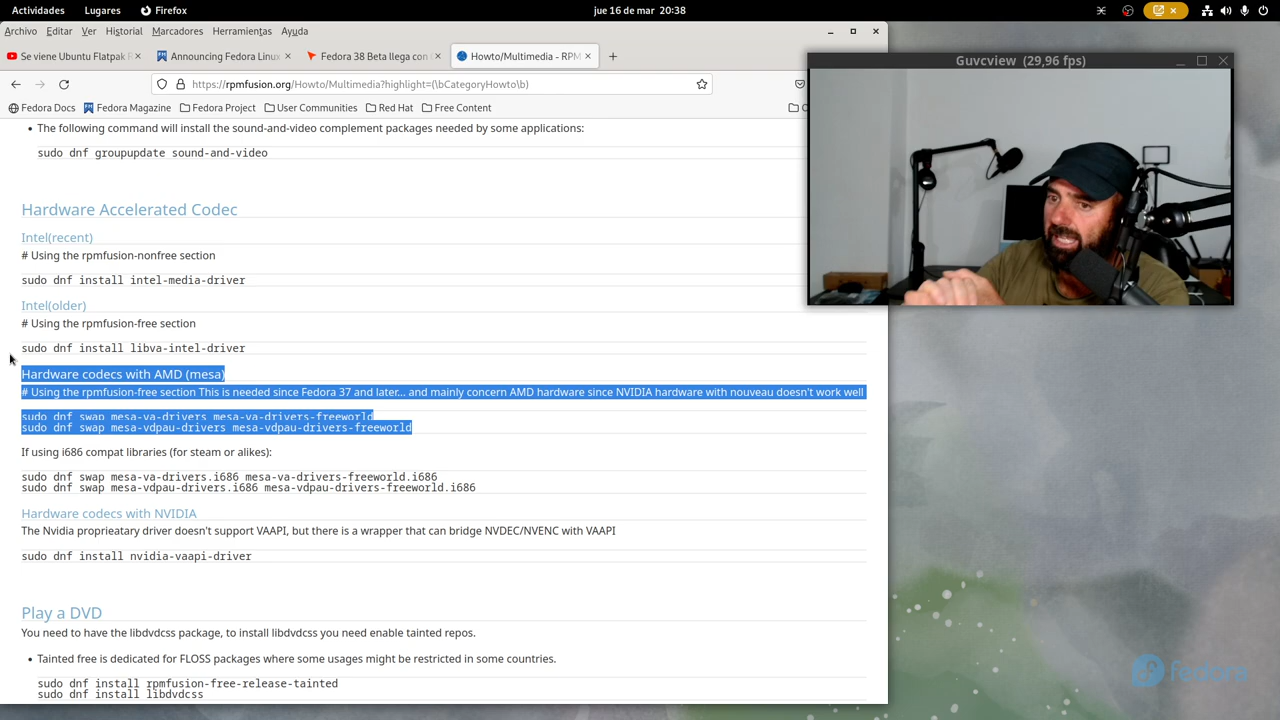 Actividades Lugares Firefox jue 16 de mar 20:38
Archivo Editar Ver Historial Marcadores Herramientas Ayuda
Se viene Ubuntu Flatpak Announcing Fedora Linux Fedora 38 Beta llega con Howto/Multimedia - RPM
https://rpmfusion.org/Howto/Multimedia?highlight=(\bCategoryHowto\b)
Fedora Docs Fedora Magazine Fedora Project User Communities Red Hat Free Content
Guvcview (29,96 fps)
• The following command will install the sound-and-video complement packages needed by some applications:
sudo dnf groupupdate sound-and-video
Hardware Accelerated Codec
Intel(recent)
# Using the rpmfusion-nonfree section
sudo dnf install intel-media-driver
Intel(older)
# Using the rpmfusion-free section
sudo dnf install libva-intel-driver
Hardware codecs with AMD (mesa)
# Using the rpmfusion-free section This is needed since Fedora 37 and later... and mainly concern AMD hardware since NVIDIA hardware with nouveau doesn't work well
sudo dnf swap mesa-va-drivers mesa-va-drivers-freeworld
sudo dnf swap mesa-vdpau-drivers mesa-vdpau-drivers-freeworld
If using i686 compat libraries (for steam or alikes):
sudo dnf swap mesa-va-drivers.i686 mesa-va-drivers-freeworld.i686
sudo dnf swap mesa-vdpau-drivers.i686 mesa-vdpau-drivers-freeworld.i686
Hardware codecs with NVIDIA
The Nvidia proprieatary driver doesn't support VAAPI, but there is a wrapper that can bridge NVDEC/NVENC with VAAPI
sudo dnf install nvidia-vaapi-driver
Play a DVD
You need to have the libdvdcss package, to install libdvdcss you need enable tainted repos.
• Tainted free is dedicated for FLOSS packages where some usages might be restricted in some countries.
sudo dnf install rpmfusion-free-release-tainted
sudo dnf install libdvdcss
fedora